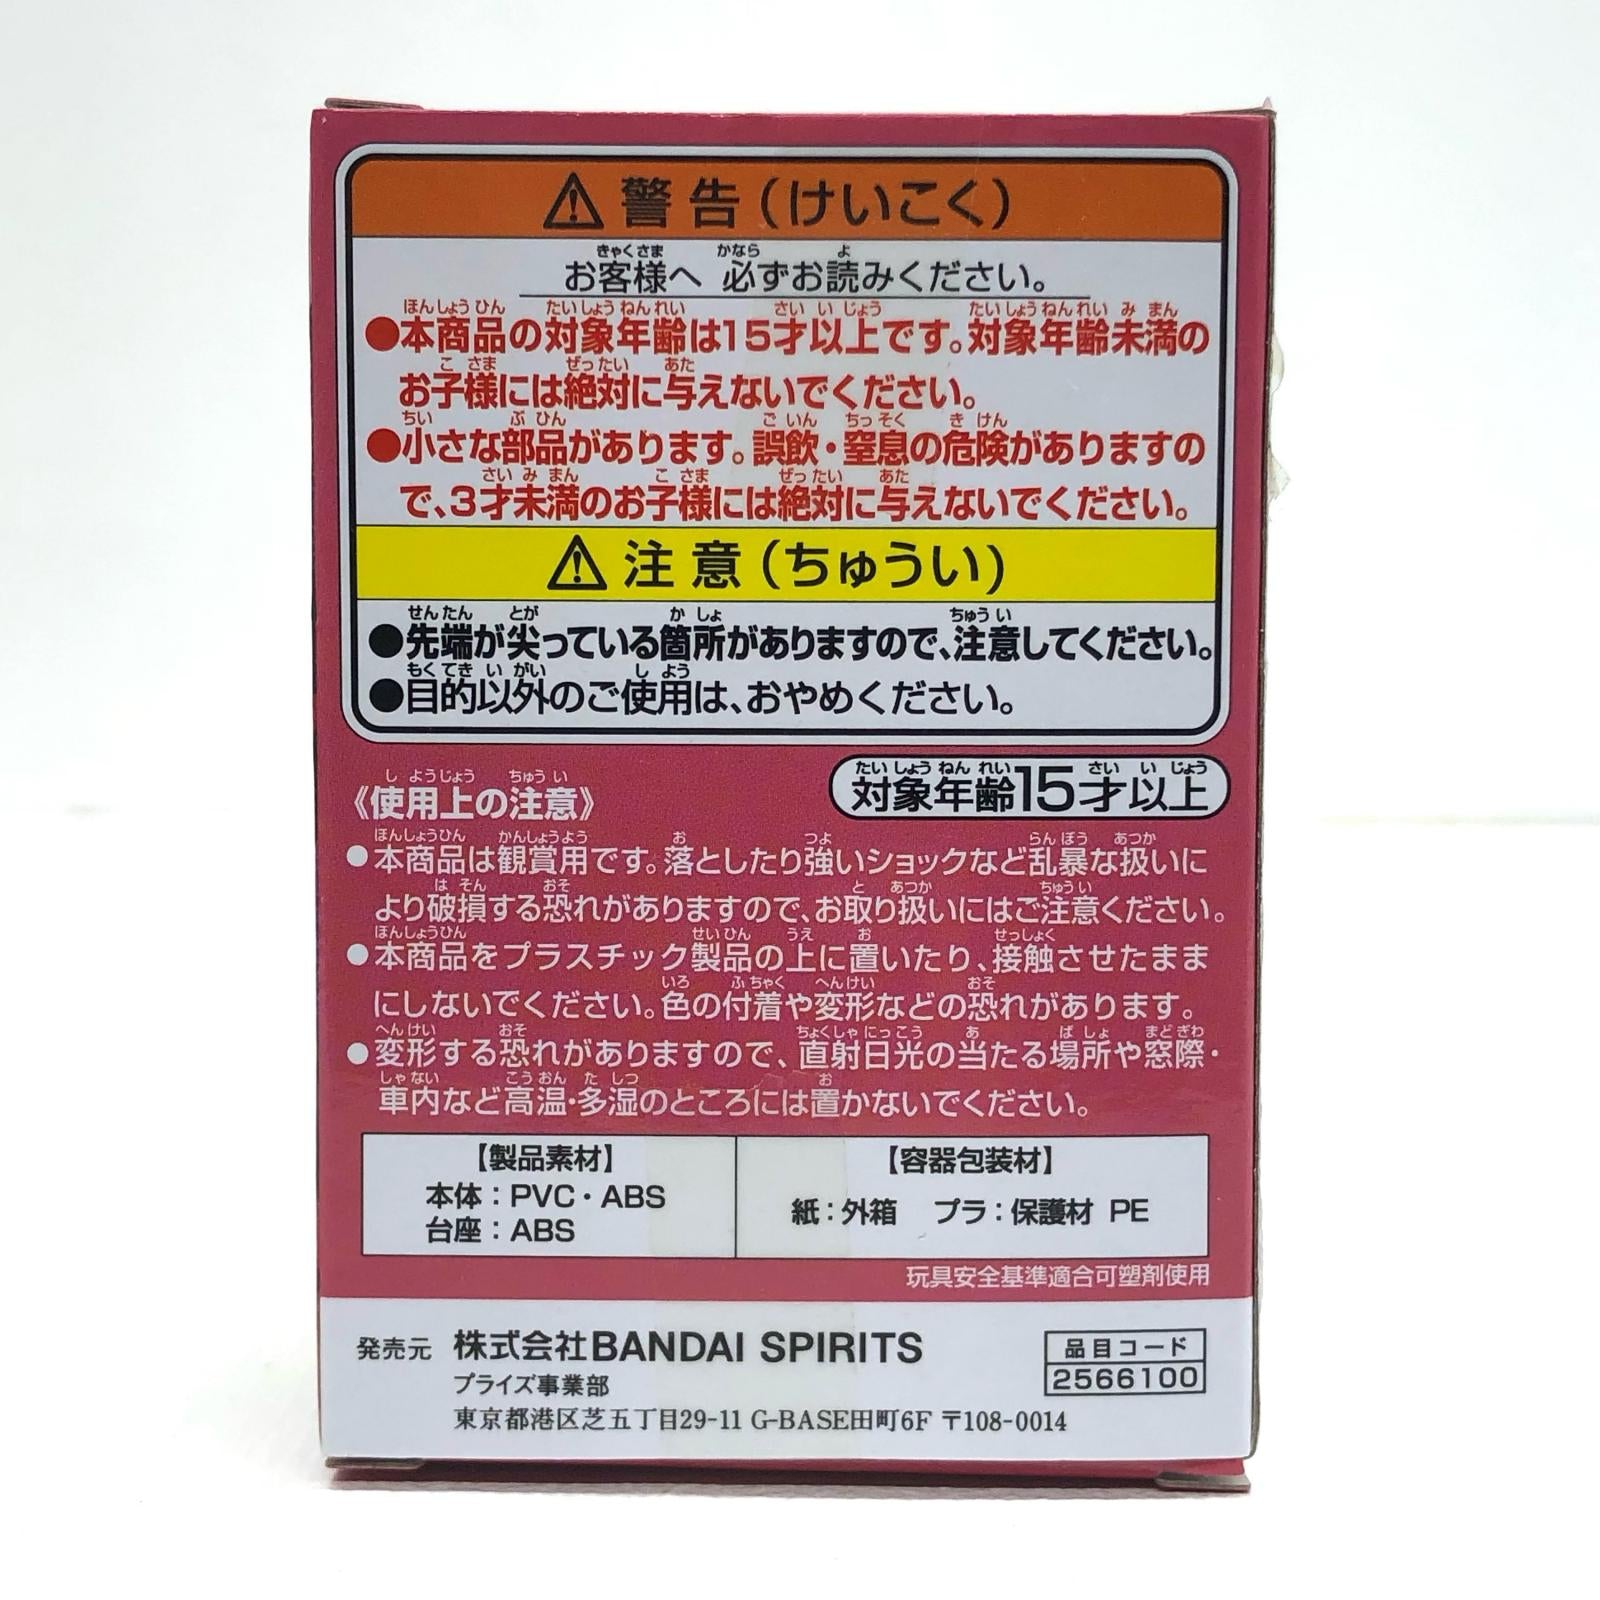 ⚠警告(けいこく)
お客様へ 必ずお読みください。
●本商品の対象年齢は15才以上です。対象年齢未満の
お子様には絶対に与えないでください。
●小さな部品があります。誤飲・窒息の危険がありますの
で、3才未満のお子様には絶対に与えないでください。
⚠注意(ちゅうい)
●先端が尖っている箇所がありますので、注意してください。
●目的以外のご使用は、おやめください。
対象年齢15才以上
《使用上の注意》
●本商品は観賞用です。落としたり強いショックなど乱暴な扱いに
より破損する恐れがありますので、お取り扱いにはご注意ください。
●本商品をプラスチック製品の上に置いたり、接触させたまま
にしないでください。色の付着や変形などの恐れがあります。
●変形する恐れがありますので、直射日光の当たる場所や窓際・
車内など高温・多湿のところには置かないでください。
【製品素材】
本体:PVC・ABS
台座:ABS
【容器包装材】
紙:外箱 プラ:保護材 PE
玩具安全基準適合可塑剤使用
発売元 株式会社BANDAI SPIRITS
プライズ事業部
東京都港区芝五丁目29-11 G-BASE田町6F 〒108-0014
品目コード
2566100